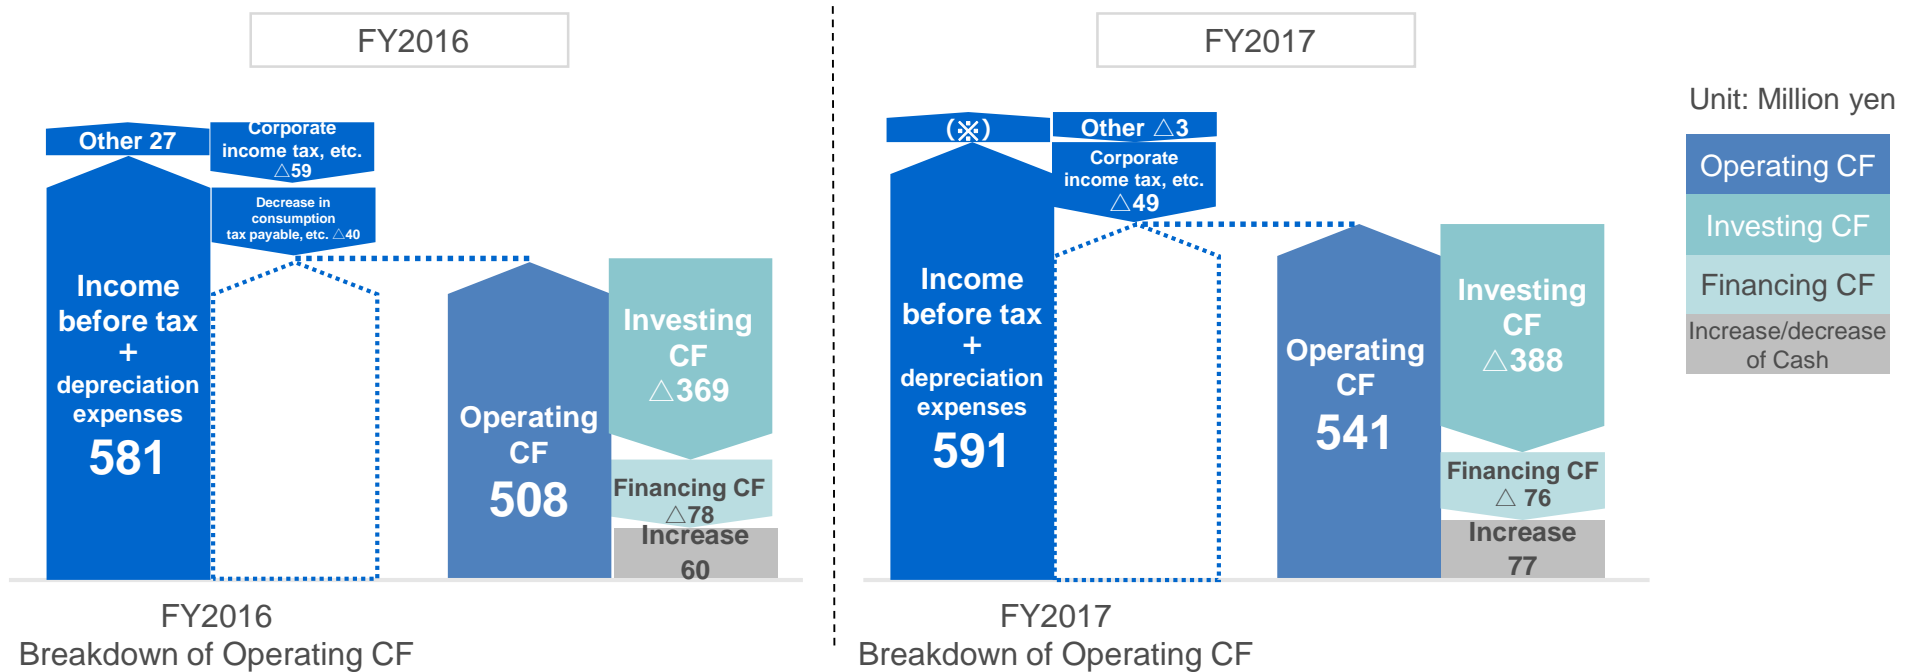 FY2016
Other 27
Corporate
income tax, etc.
△59
Decrease in
consumption
tax payable, etc. △40
Income
before tax
+
depreciation
expenses
581
Operating
CF
508
Investing
CF
△369
Financing CF
△78
Increase
60
FY2016
Breakdown of Operating CF
FY2017
(※)
Other △3
Corporate
income tax, etc.
△49
Income
before tax
+
depreciation
expenses
591
Operating
CF
541
Investing
CF
△388
Financing CF
△ 76
Increase
77
FY2017
Breakdown of Operating CF
Unit: Million yen
Operating CF
Investing CF
Financing CF
Increase/decrease
of Cash